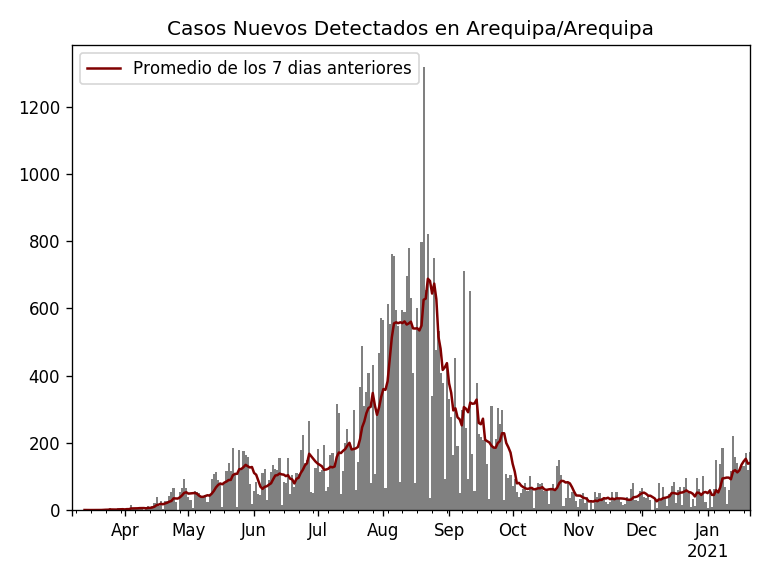 Casos Nuevos Detectados en Arequipa/Arequipa
Promedio de los 7 dias anteriores
1200
1000
800
600
400
200
0
Apr May Jun Jul Aug Sep Oct Nov Dec Jan
2021